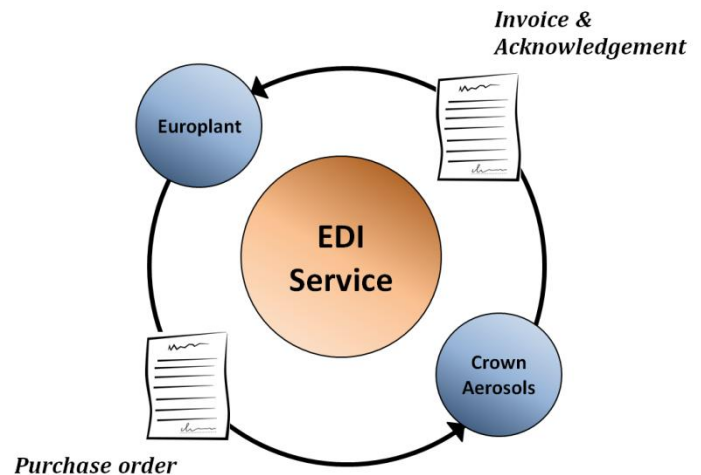 Invoice &
Acknowledgement
Europlant
EDI
Service
Crown
Aerosols
Purchase order